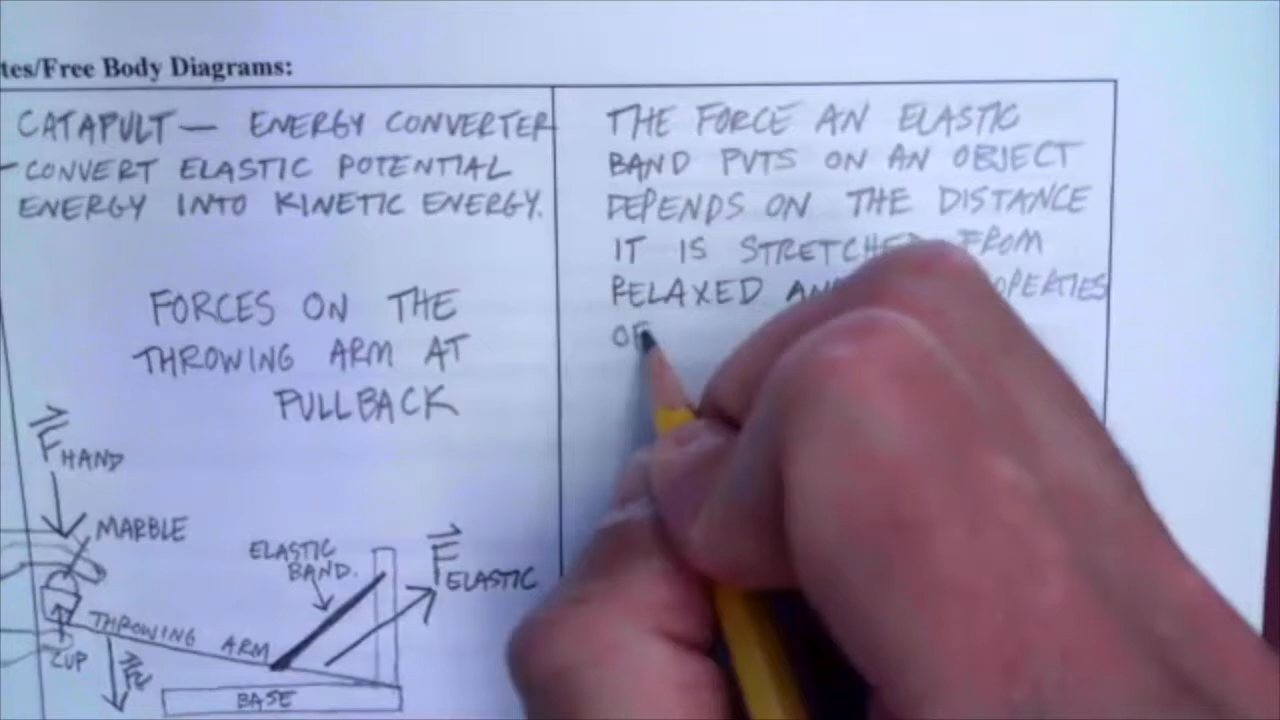 tes/Free Body Diagrams:
CATAPULT — ENERGY CONVERTER
- CONVERT ELASTIC POTENTIAL
ENERGY INTO KINETIC ENERGY.
FORCES ON THE
THROWING ARM AT
PULLBACK
F HAND
MARBLE
ELASTIC
BAND.
F ELASTIC
THROWING ARM
CUP
BASE
THE FORCE AN ELASTIC
BAND PUTS ON AN OBJECT
DEPENDS ON THE DISTANCE
IT IS STRETCHED FROM
RELAXED
OF